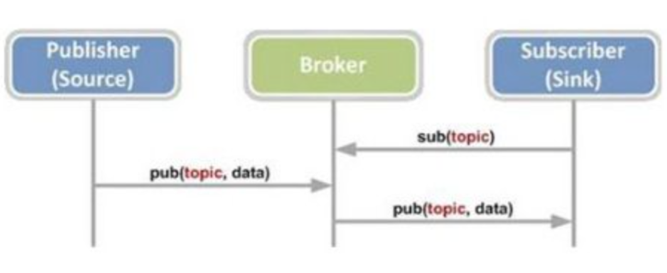 Publisher
(Source)
Broker
Subscriber
(Sink)
sub(topic)
pub(topic, data)
pub(topic, data)